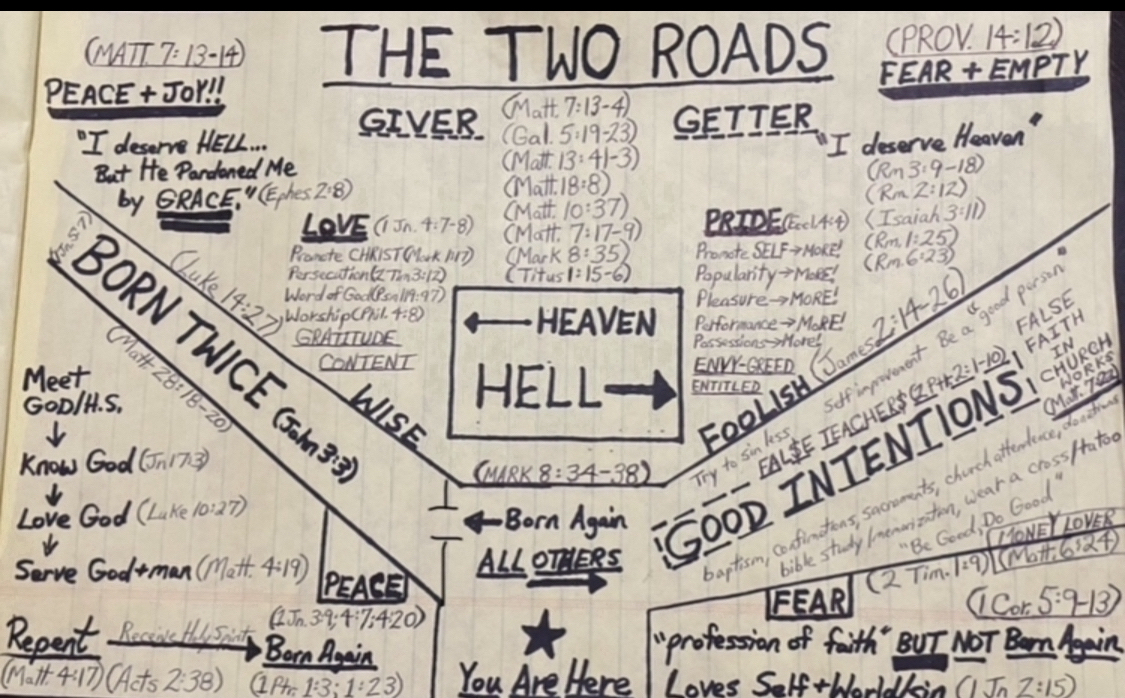 THE TWO ROADS
(MATT. 7:13-14)
PEACE + JOY!!
"I deserve HELL...
But He Pardoned Me
by GRACE." (Ephes. 2:8)
GIVER
(Matt. 7:13-4)
(Gal. 5:19-23)
(Matt. 13:41-3)
(Matt. 18:8)
(Matt. 10:37)
(Matt. 7:17-9)
(Mark 8:35)
(Titus 1:15-6)
GETTER
(PROV. 14:12)
FEAR + EMPTY
"I deserve Heaven"
(Rm 3:9-18)
(Rm. 2:12)
(Isaiah 3:11)
(Rm. 1:25)
(Rm. 6:23)
LOVE (1 Jn. 4:7-8)
Promote CHRIST (Mark 1:17)
Persecution (2 Tim 3:12)
Word of God (Psm 119:97)
Worship (Phil. 4:8)
GRATITUDE
CONTENT
PRIDE (Eccl. 4:4)
Promote SELF→MORE!
Popularity→MORE!
Pleasure→MORE!
Performance→MORE!
Possessions→More!
ENVY-GREED
ENTITLED
← HEAVEN
HELL →
(Jn. 5:7)
(Luke 14:27)
BORN TWICE (John 3:3)
WISE
(Matt. 28:18-20)
Meet
GOD/H.S.
↓
Know God (Jn 17:3)
↓
Love God (Luke 10:27)
↓
Serve God+man (Matt. 4:19)
PEACE
(1 Jn. 3:9; 4:7; 4:20)
Repent Receive Holy Spirit → Born Again
(Matt. 4:17) (Acts 2:38) (1 Ptr. 1:3; 1:23)
(MARK 8:34-38)
← Born Again
ALL OTHERS
→
★
You Are Here
FOOLISH (James 2:14-26)
Try to sin less
self improvement Be a "good person"
FAL$E TEACHER$ (2 Ptr. 2:1-10)
GOOD INTENTIONS!
FALSE
FAITH
IN
CHURCH
WORKS
baptism, confirmations, sacraments, church attendence, donations
bible study/memorization, wear a cross/tatoo
"Be Good, Do Good"
(2 Tim. 1:9)
MONEY LOVER
(Matt. 6:24)
FEAR
(1 Cor. 5:9-13)
"profession of faith" BUT NOT Born Again
Loves Self+World/sin (1 Jn 2:15)